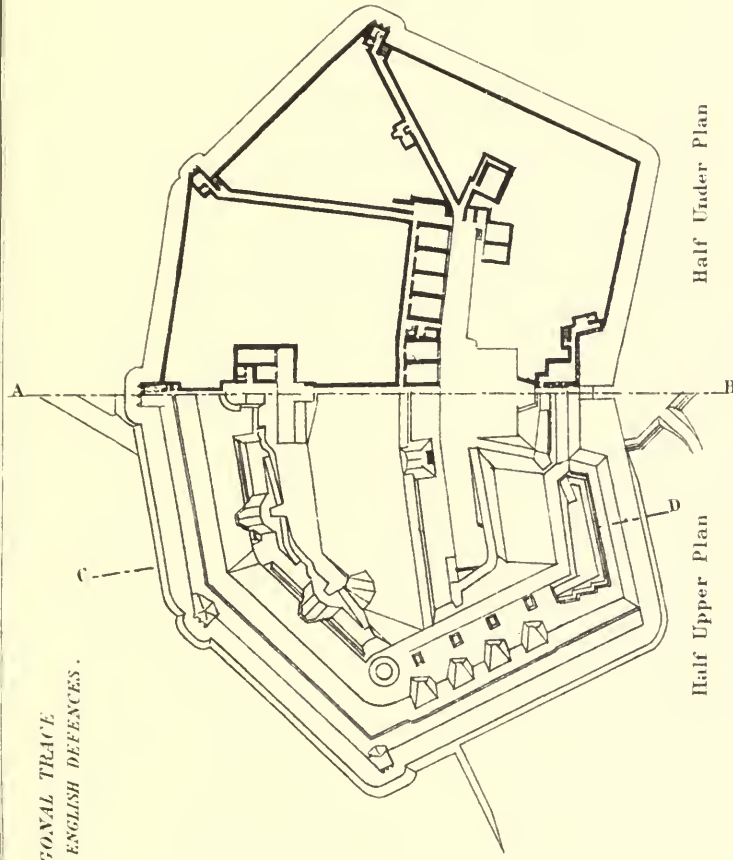 GONAL TRACE
ENGLISH DEFENCES.
A
B
C
D
Half Upper Plan
Half Under Plan